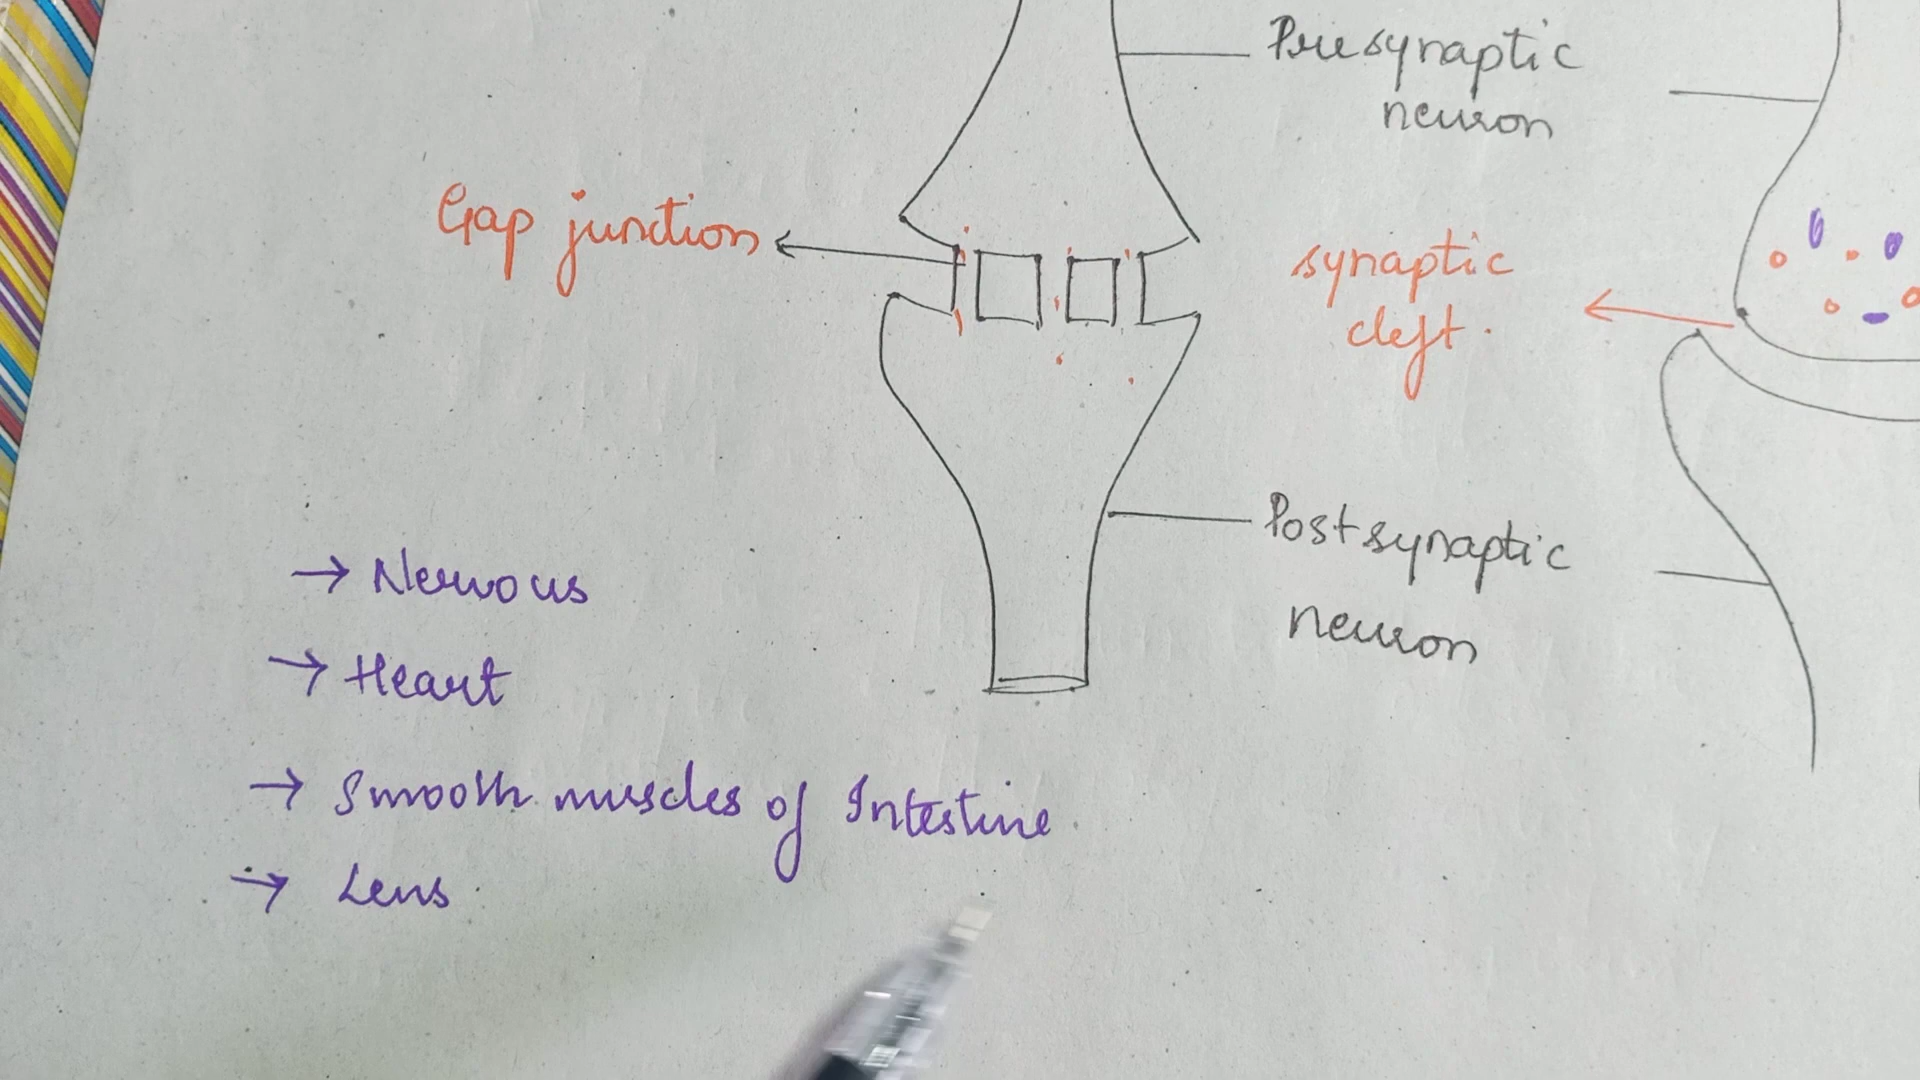 Presynaptic
neuron
Gap junction
synaptic
cleft.
Postsynaptic
neuron
→ Nervous
→ Heart
→ Smooth muscles of Intestine.
→ Lens.